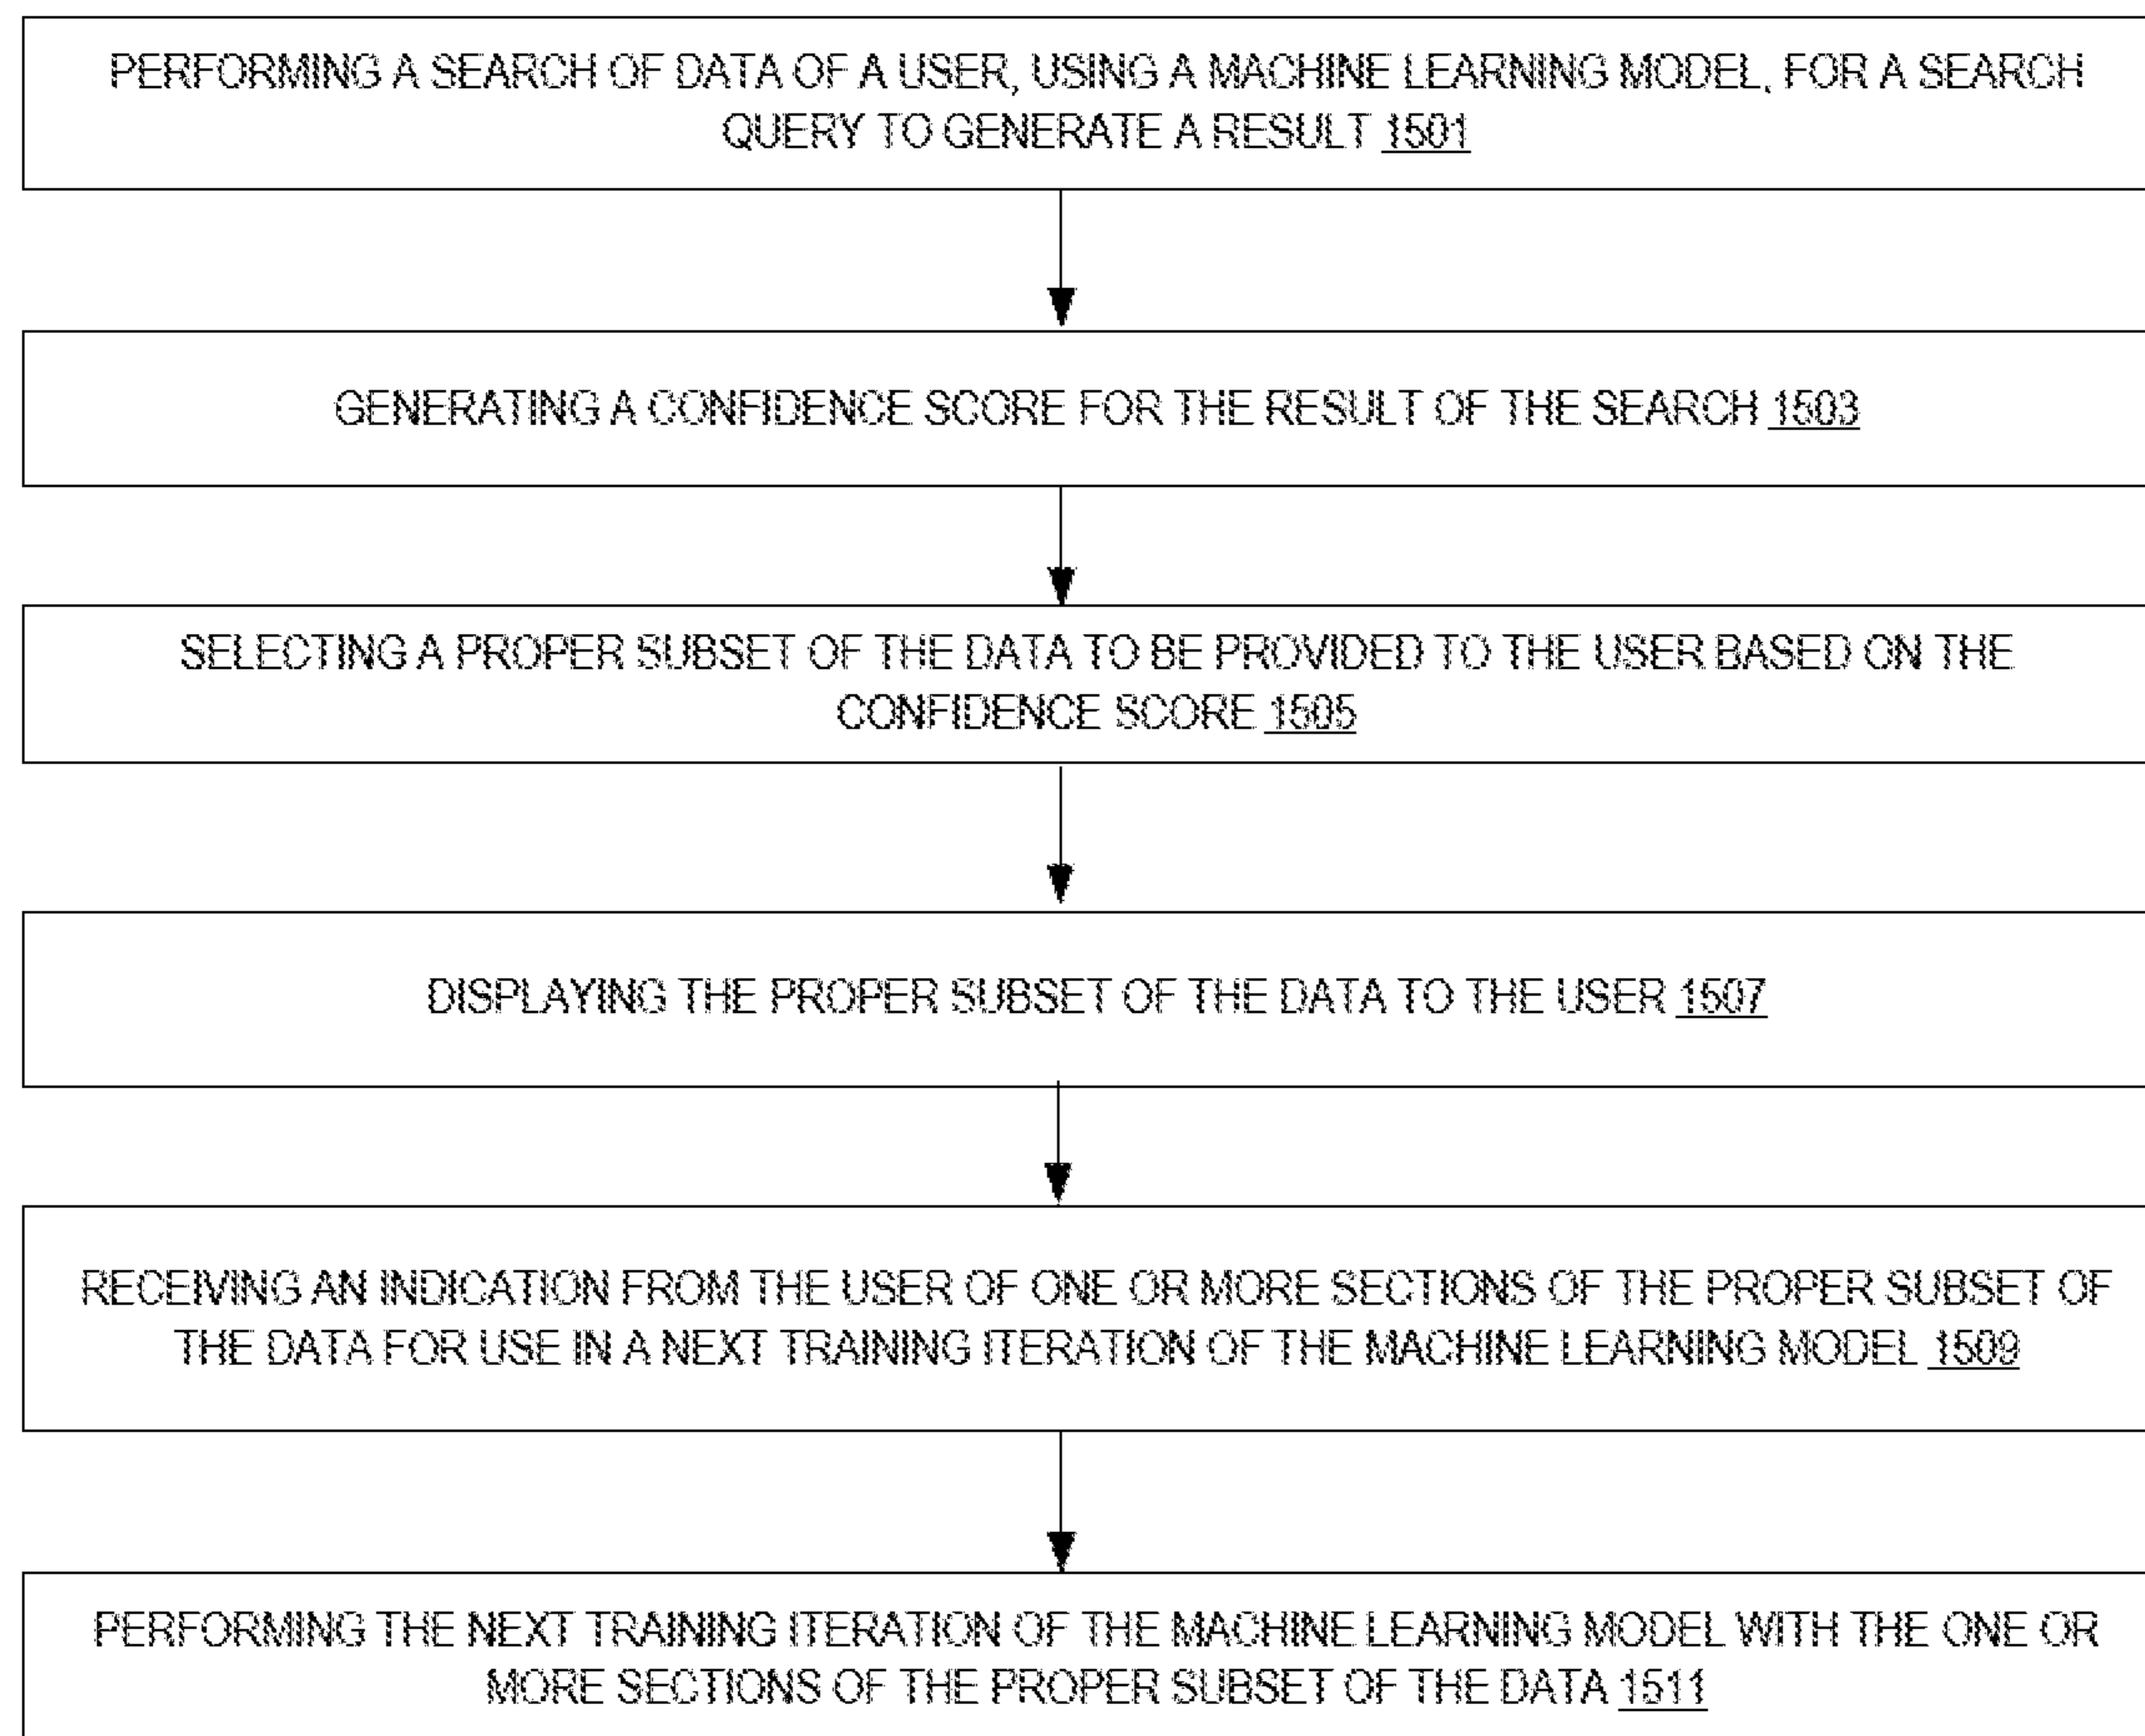 PERFORMING A SEARCH OF DATA OF A USER, USING A MACHINE LEARNING MODEL, FOR A SEARCH
QUERY TO GENERATE A RESULT 1501
GENERATING A CONFIDENCE SCORE FOR THE RESULT OF THE SEARCH 1503
SELECTING A PROPER SUBSET OF THE DATA TO BE PROVIDED TO THE USER BASED ON THE
CONFIDENCE SCORE 1505
DISPLAYING THE PROPER SUBSET OF THE DATA TO THE USER 1507
RECEIVING AN INDICATION FROM THE USER OF ONE OR MORE SECTIONS OF THE PROPER SUBSET OF
THE DATA FOR USE IN A NEXT TRAINING ITERATION OF THE MACHINE LEARNING MODEL 1509
PERFORMING THE NEXT TRAINING ITERATION OF THE MACHINE LEARNING MODEL WITH THE ONE OR
MORE SECTIONS OF THE PROPER SUBSET OF THE DATA 1511